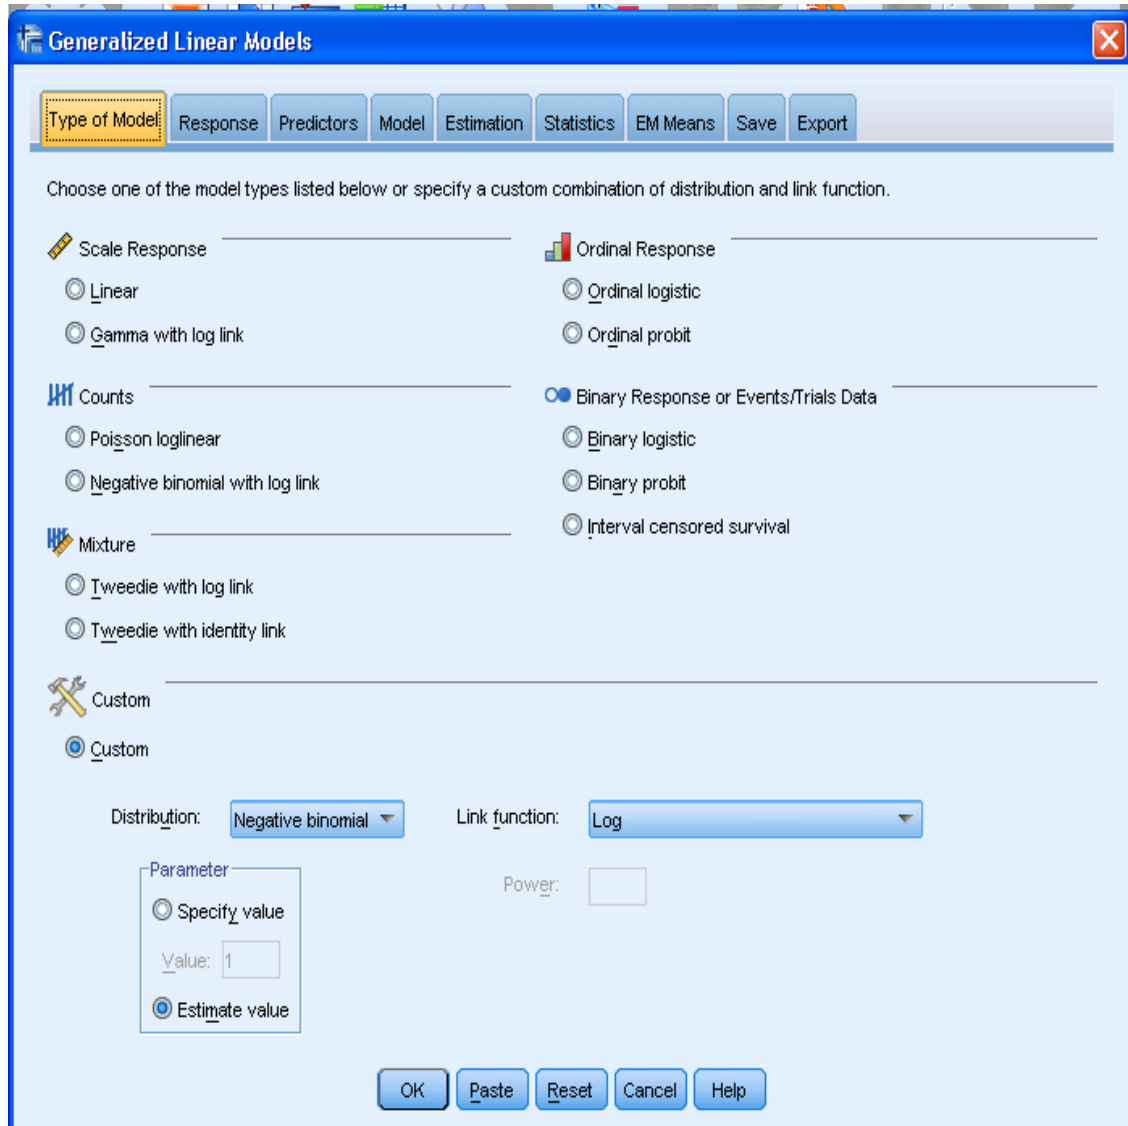 Generalized Linear Models
Type of Model Response Predictors Model Estimation Statistics EM Means Save Export
Choose one of the model types listed below or specify a custom combination of distribution and link function.
Scale Response
Linear
Gamma with log link
Ordinal Response
Ordinal logistic
Ordinal probit
Counts
Poisson loglinear
Negative binomial with log link
Binary Response or Events/Trials Data
Binary logistic
Binary probit
Interval censored survival
Mixture
Tweedie with log link
Tweedie with identity link
Custom
Custom
Distribution: Negative binomial Link function: Log
Parameter
Specify value
Value: 1
Estimate value
Power:
OK Paste Reset Cancel Help